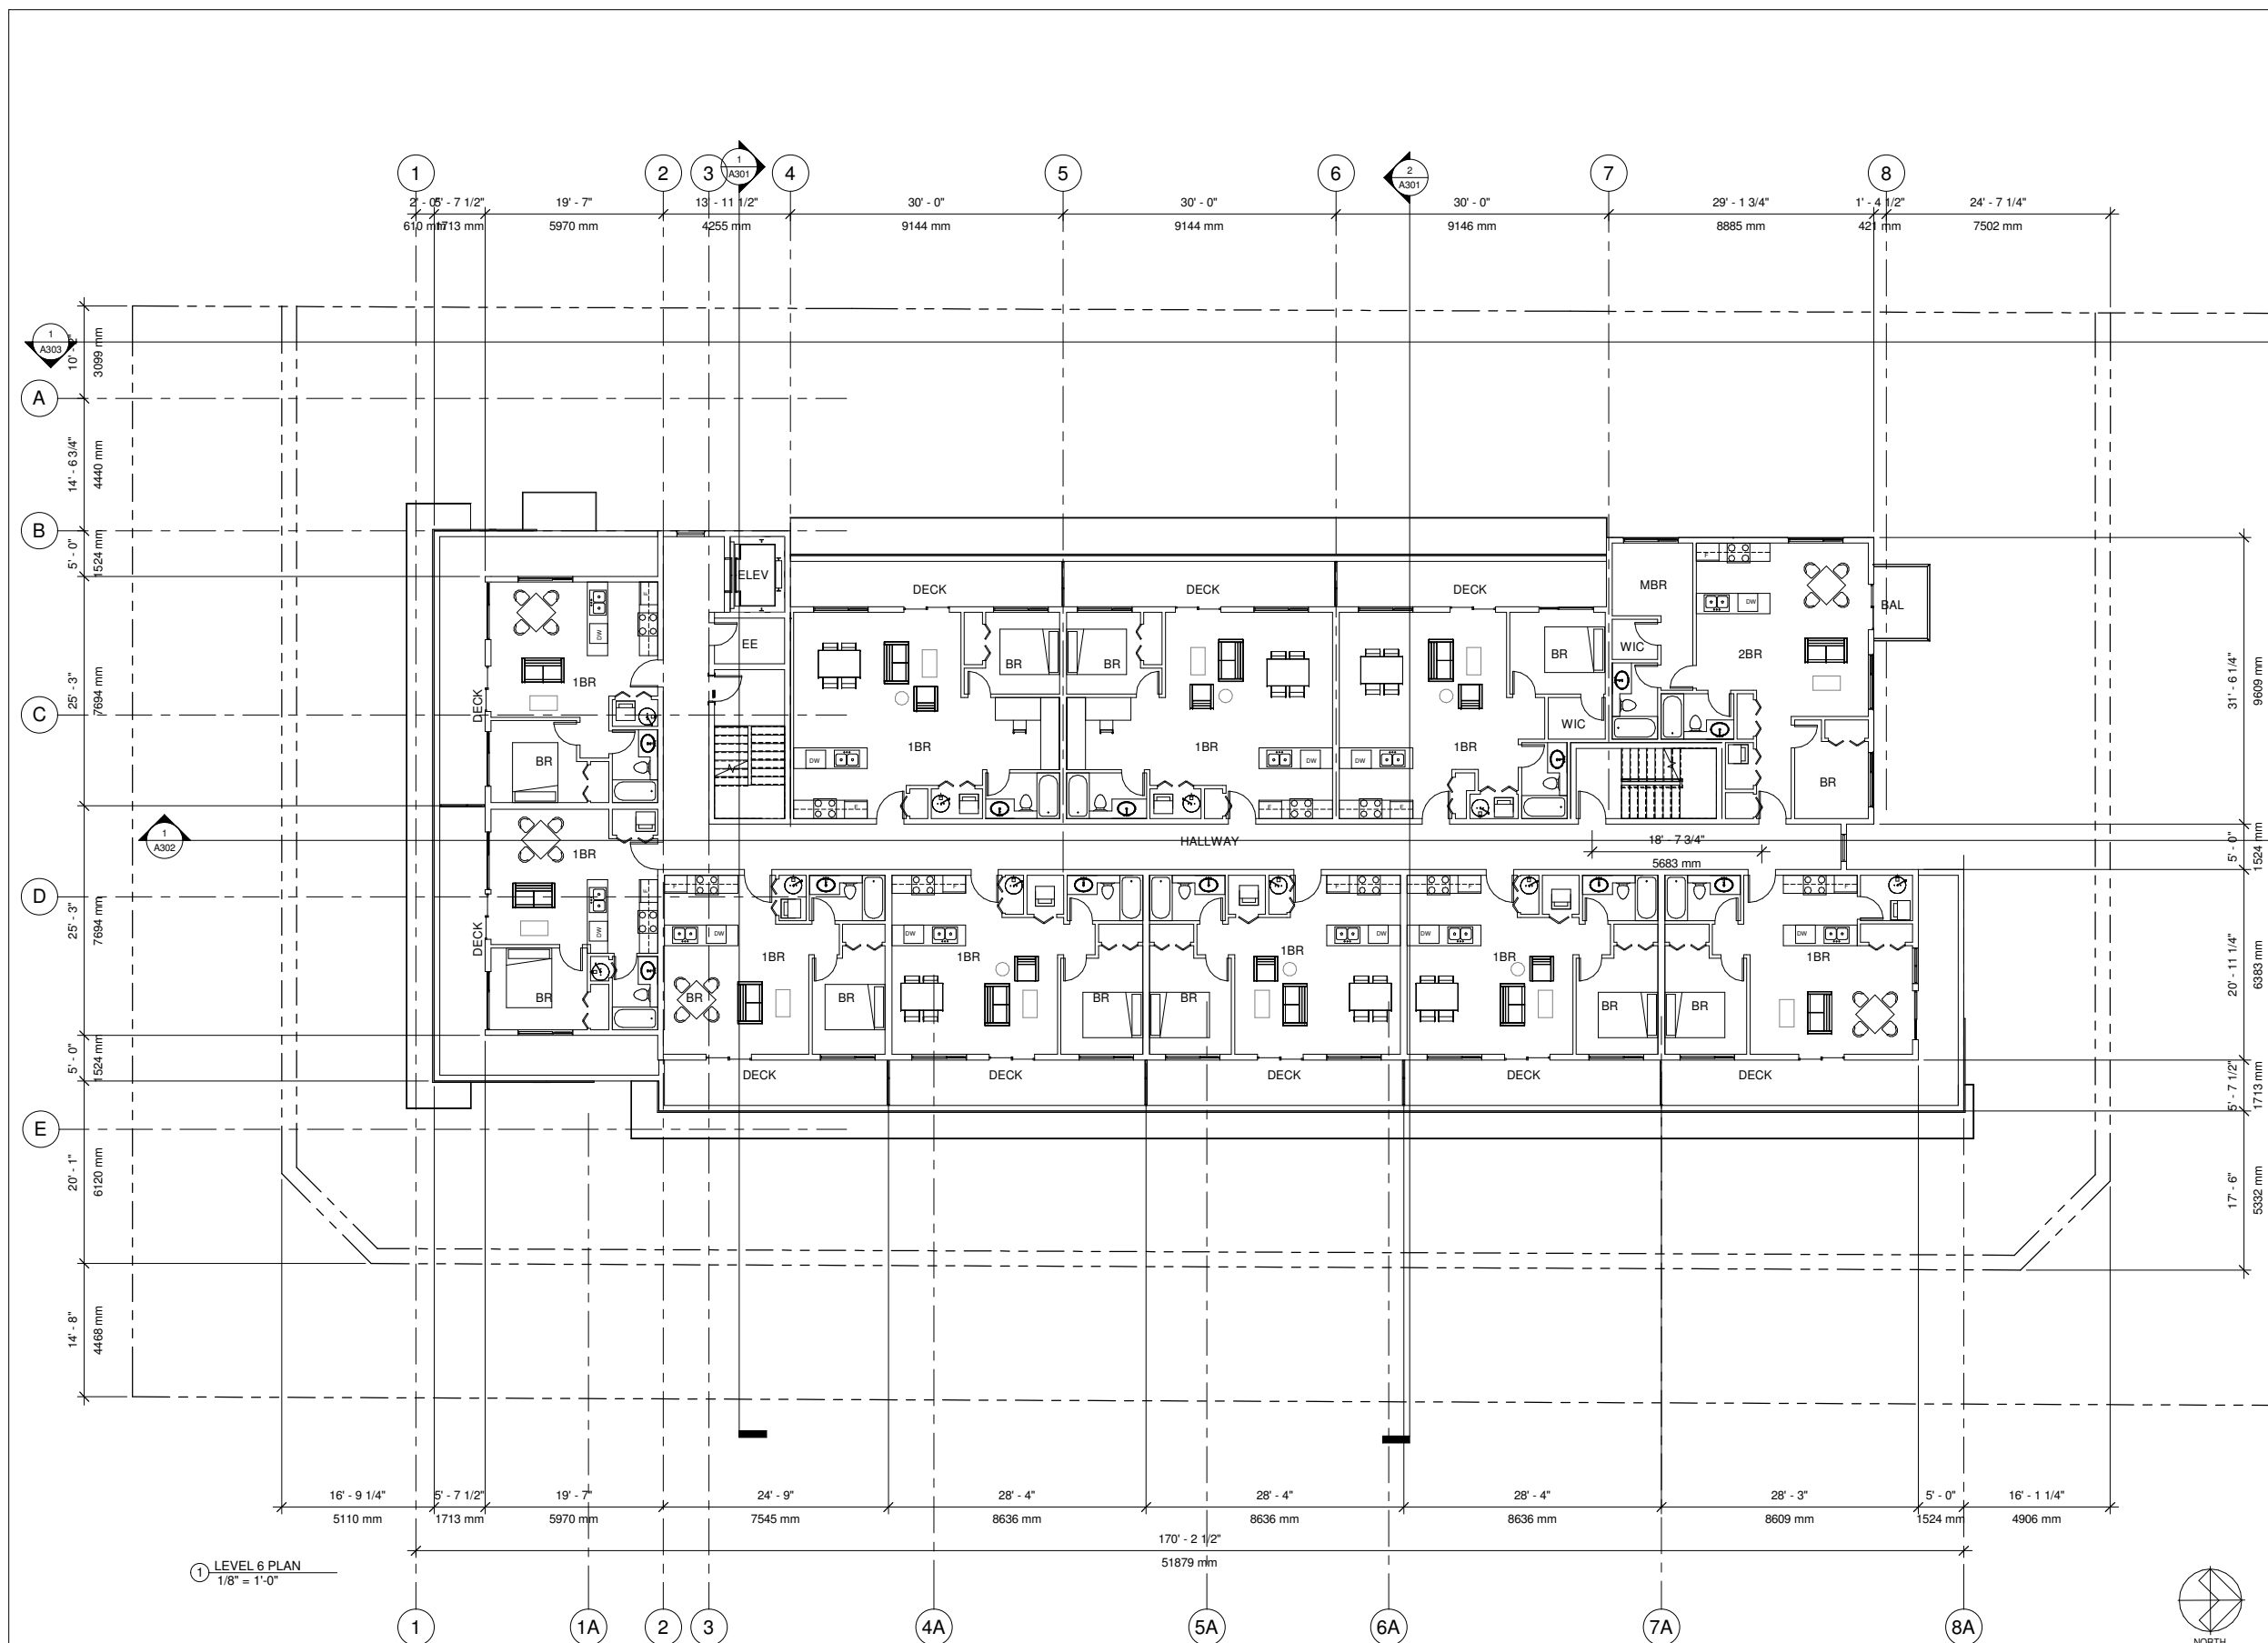 1
2
3
1
A301
4
5
6
2
A301
7
8
2' - 0"
5' - 7 1/2"
19' - 7"
13' - 11 1/2"
30' - 0"
30' - 0"
30' - 0"
29' - 1 3/4"
1' - 4 1/2"
24' - 7 1/4"
610 mm
1713 mm
5970 mm
4255 mm
9144 mm
9144 mm
9146 mm
8885 mm
421 mm
7502 mm
1
A303
10' - 2"
3099 mm
A
14' - 6 3/4"
4440 mm
B
5' - 0"
1524 mm
25' - 3"
7694 mm
C
1
A302
D
25' - 3"
7694 mm
5' - 0"
1524 mm
E
20' - 1"
6120 mm
14' - 8"
4468 mm
ELEV
DECK
DECK
DECK
MBR
BAL
DW
F
EE
WIC
2BR
F
DW
1BR
BR
BR
BR
DECK
WIC
1BR
1BR
1BR
BR
DW
DW
DW
F
F
F
BR
HALLWAY
18' - 7 3/4"
5683 mm
31' - 6 1/4"
9609 mm
5' - 0"
1524 mm
20' - 11 1/4"
6383 mm
5' - 7 1/2"
1713 mm
17' - 6"
5332 mm
1BR
F
DW
DECK
BR
F
F
F
F
F
DW
DW
DW
DW
DW
1BR
1BR
1BR
1BR
1BR
BR
BR
BR
BR
BR
BR
DECK
DECK
DECK
DECK
DECK
16' - 9 1/4"
5' - 7 1/2"
19' - 7"
24' - 9"
28' - 4"
28' - 4"
28' - 4"
28' - 3"
5' - 0"
16' - 1 1/4"
5110 mm
1713 mm
5970 mm
7545 mm
8636 mm
8636 mm
8636 mm
8609 mm
1524 mm
4906 mm
170' - 2 1/2"
51879 mm
1
LEVEL 6 PLAN
1/8" = 1'-0"
1
1A
2
3
4A
5A
6A
7A
8A
NORTH